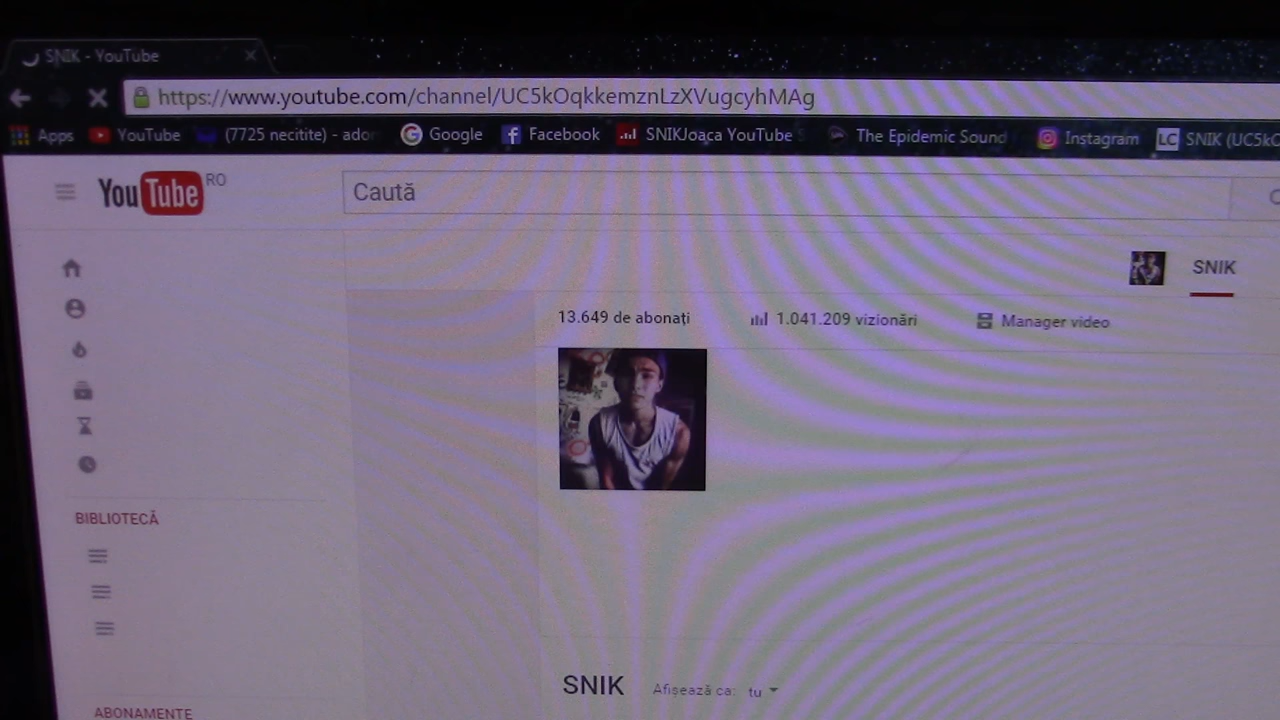 SNIK - YouTube
https://www.youtube.com/channel/UC5kOqkkemznLzXVugcyhMAg
Apps YouTube (7725 necitite) - ador Google Facebook SNIKJoaca YouTube S The Epidemic Sound Instagram LC SNIK (UC5kO
YouTube RO Caută
SNIK
13.649 de abonați 1.041.209 vizionări Manager video
BIBLIOTECĂ
SNIK Afișează ca: tu
ABONAMENTE